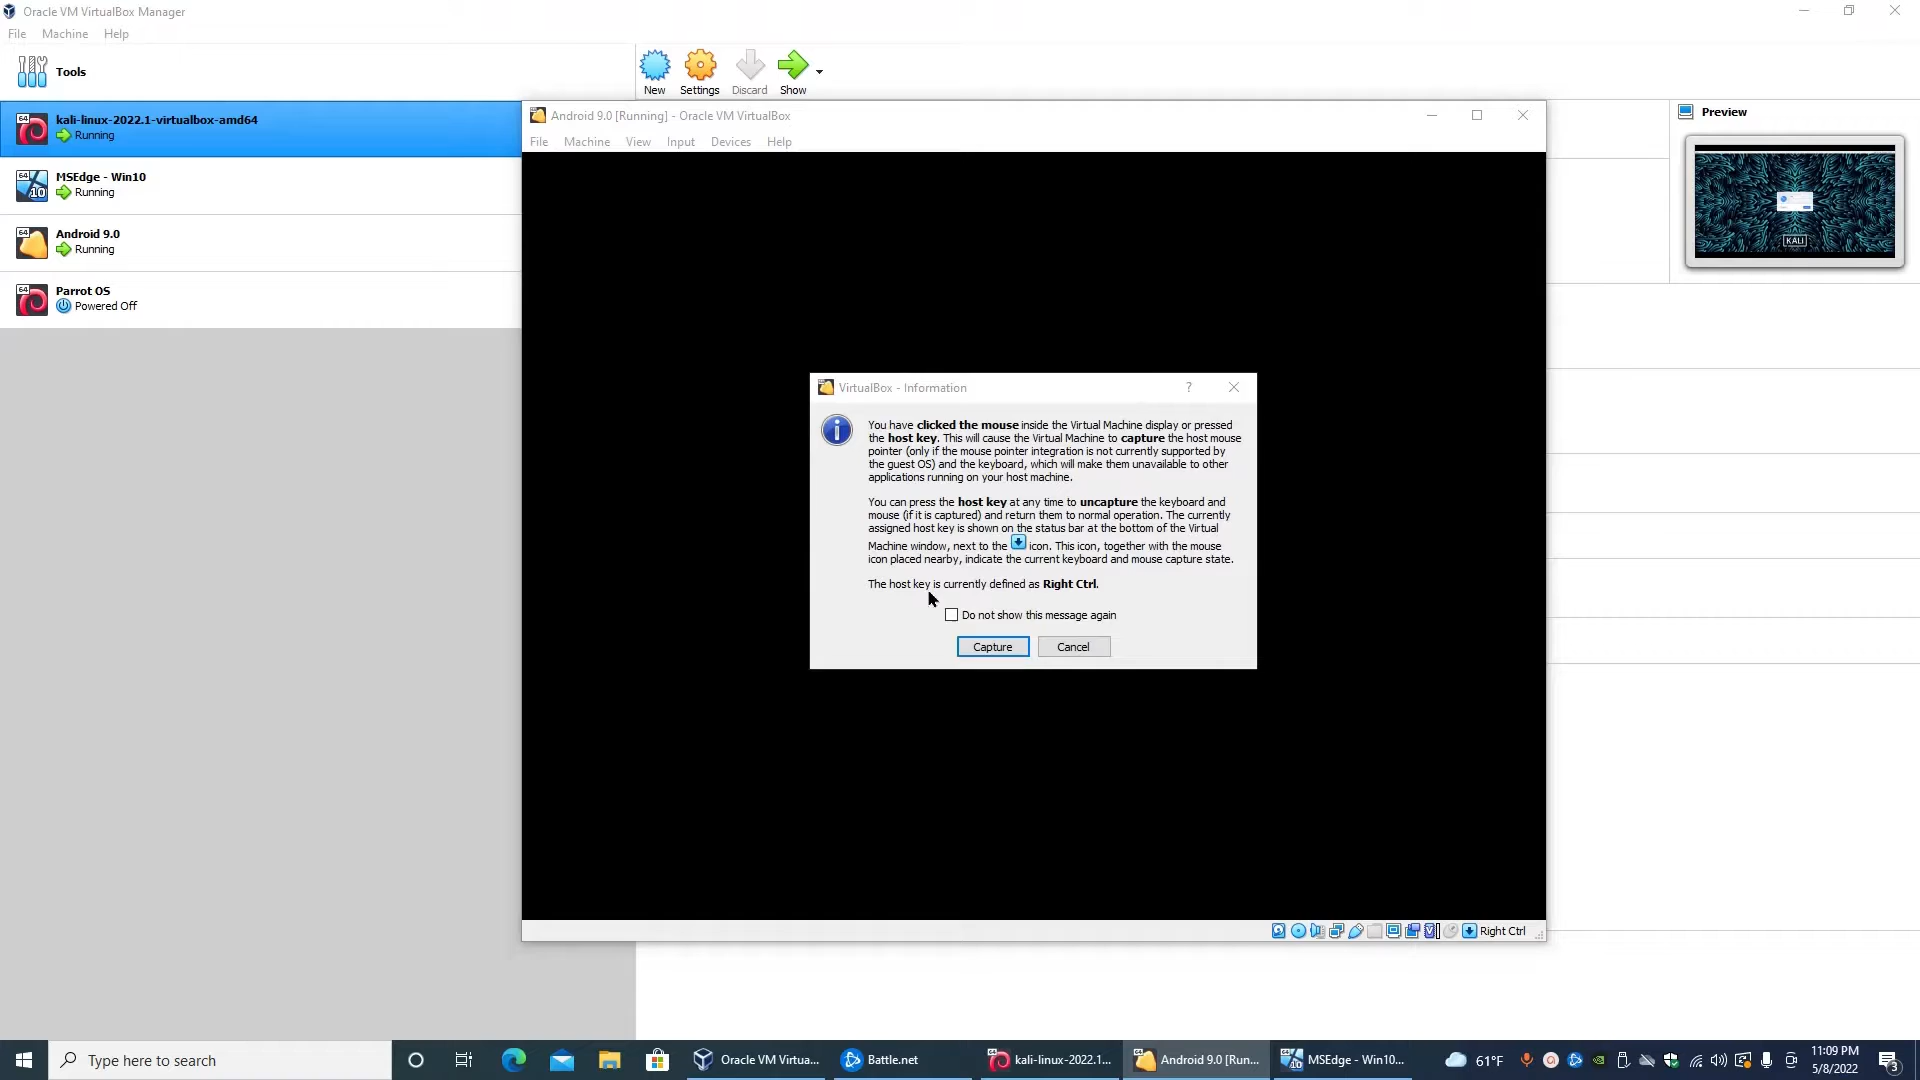 Oracle VM VirtualBox Manager
File Machine Help
Tools
New Settings Discard Show
64
kali-linux-2022.1-virtualbox-amd64
Running
64
10
MSEdge - Win10
Running
64
Android 9.0
Running
64
Parrot OS
Powered Off
Preview
KALI
Android 9.0 [Running] - Oracle VM VirtualBox
File Machine View Input Devices Help
VirtualBox - Information
?
You have clicked the mouse inside the Virtual Machine display or pressed
the host key. This will cause the Virtual Machine to capture the host mouse
pointer (only if the mouse pointer integration is not currently supported by
the guest OS) and the keyboard, which will make them unavailable to other
applications running on your host machine.
You can press the host key at any time to uncapture the keyboard and
mouse (if it is captured) and return them to normal operation. The currently
assigned host key is shown on the status bar at the bottom of the Virtual
Machine window, next to the icon. This icon, together with the mouse
icon placed nearby, indicate the current keyboard and mouse capture state.
The host key is currently defined as Right Ctrl.
Do not show this message again
Capture Cancel
Right Ctrl
Type here to search
Oracle VM Virtua...
Battle.net
kali-linux-2022.1...
Android 9.0 [Run...
MSEdge - Win10...
61°F
11:09 PM
5/8/2022
3